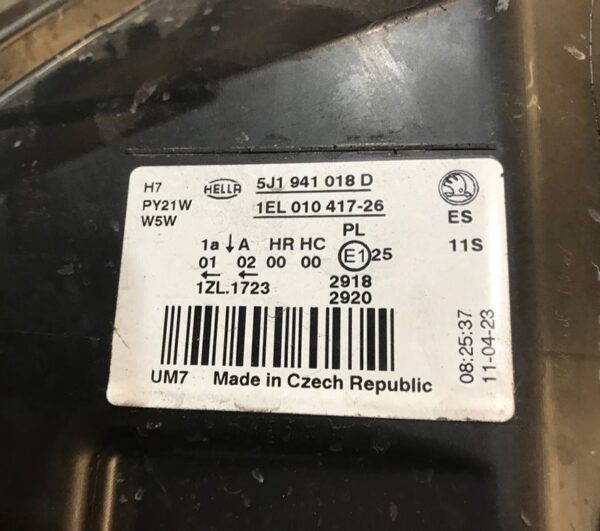 H7 HELLA 5J1 941 018 D
PY21W 1EL 010 417-26
W5W PL ES
1a ↓ A HR HC E1 25 11S
01 02 00 00
← ←
1ZL.1723 2918
2920
UM7 Made in Czech Republic
08:25:37
11-04-23